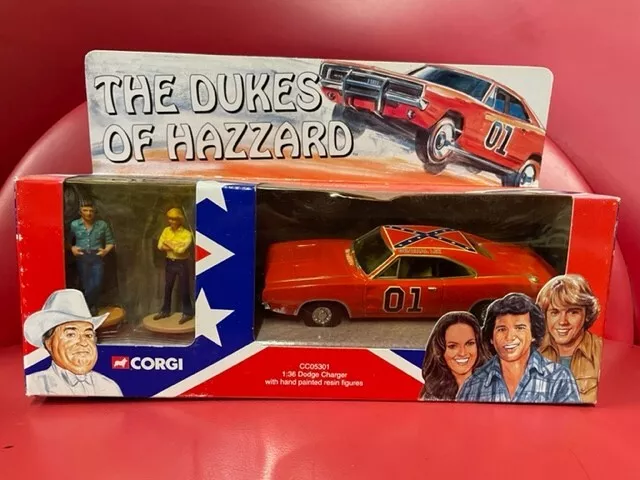 THE DUKES
OF HAZZARD
01
01
CORGI
CC05301
1:36 Dodge Charger
with hand painted resin figures